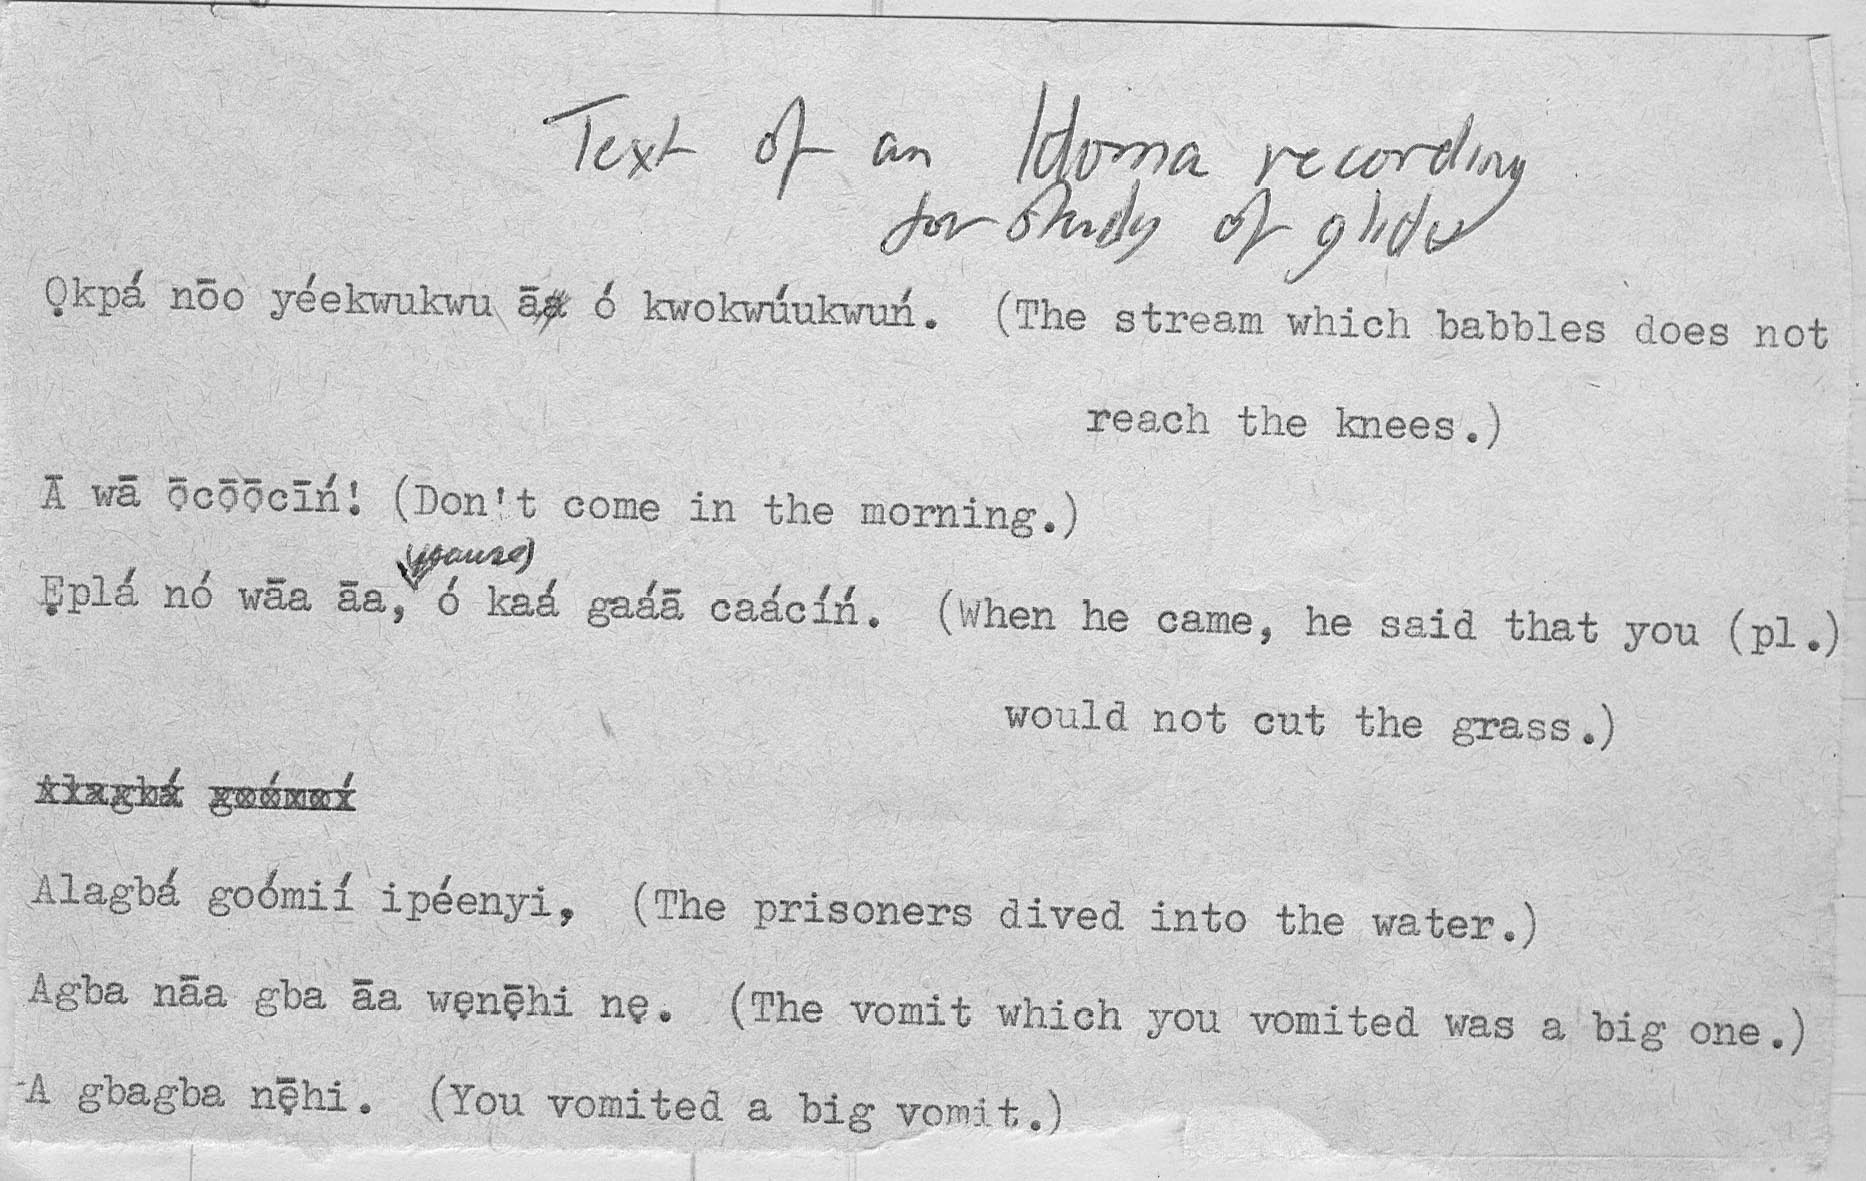 Text of an Idoma recording
for study of glides
Ọkpá nōo yéekwukwu āa ó kwokwúukwuń. (The stream which babbles does not
reach the knees.)
Ā wā ọ̄cọ̄ọ̄cīń! (Don't come in the morning.)
(pause)
Ẹplá nó wāa āa, ó kaá gaáā caácíń. (When he came, he said that you (pl.)
would not cut the grass.)
Alagbá goómií ipéenyi, (The prisoners dived into the water.)
Agba nāa gba āa wẹnẹ̄hi nẹ. (The vomit which you vomited was a big one.)
A gbagba nẹ̄hi. (You vomited a big vomit.)